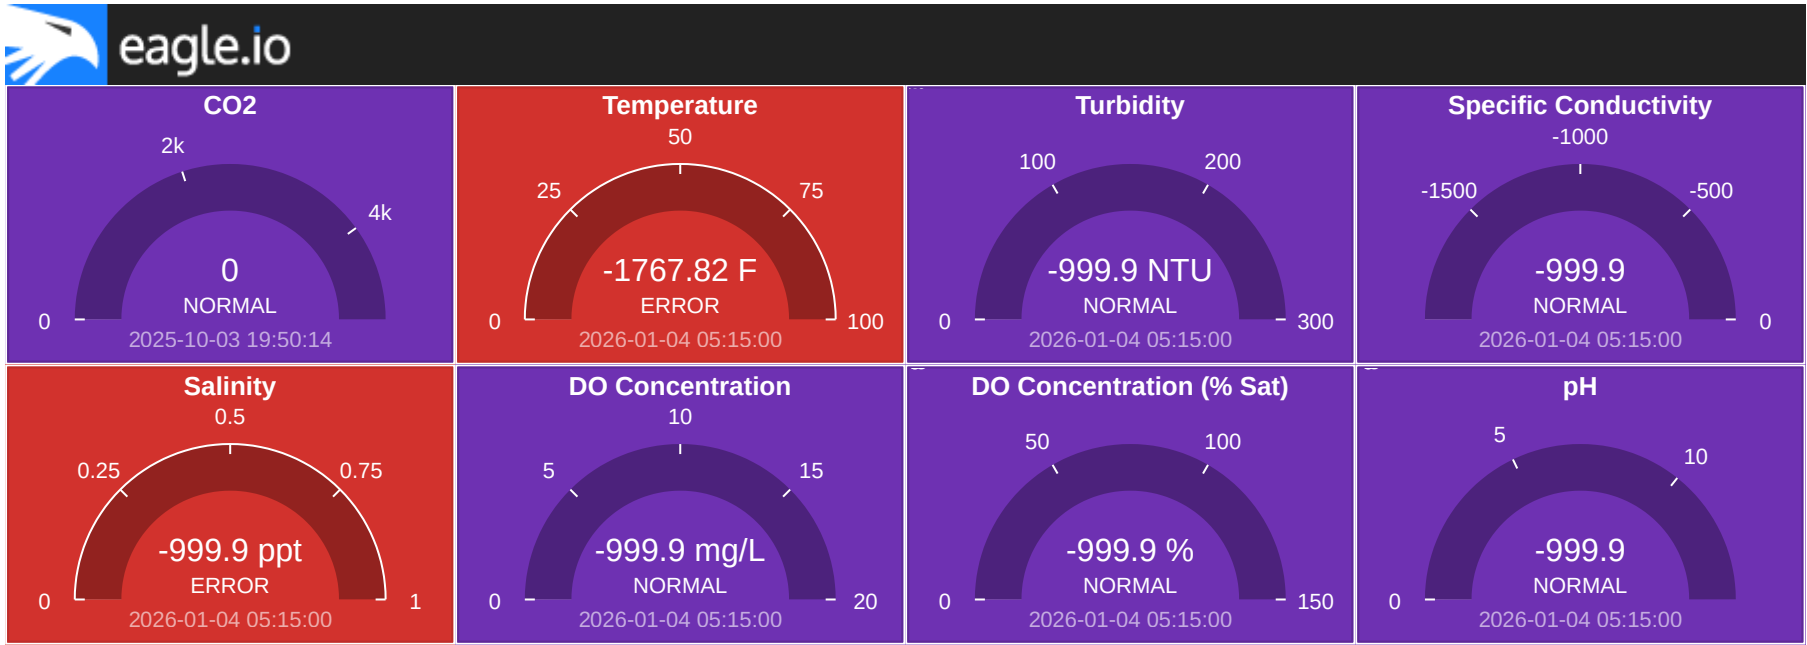 eagle.io
CO2
2k
4k
0
NORMAL
0
2025-10-03 19:50:14
Temperature
50
25
75
-1767.82 F
ERROR
0
100
2026-01-04 05:15:00
Turbidity
100
200
-999.9 NTU
NORMAL
0
300
2026-01-04 05:15:00
Specific Conductivity
-1000
-1500
-500
-999.9
NORMAL
0
2026-01-04 05:15:00
Salinity
0.5
0.25
0.75
-999.9 ppt
ERROR
0
1
2026-01-04 05:15:00
DO Concentration
10
5
15
-999.9 mg/L
NORMAL
0
20
2026-01-04 05:15:00
DO Concentration (% Sat)
50
100
-999.9 %
NORMAL
0
150
2026-01-04 05:15:00
pH
5
10
-999.9
NORMAL
0
2026-01-04 05:15:00